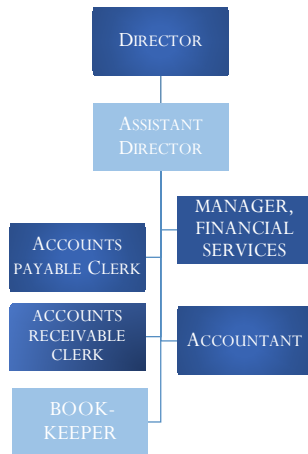 DIRECTOR
ASSISTANT
DIRECTOR
MANAGER,
FINANCIAL
SERVICES
ACCOUNTS
PAYABLE CLERK
ACCOUNTS
RECEIVABLE
CLERK
ACCOUNTANT
BOOK-
KEEPER